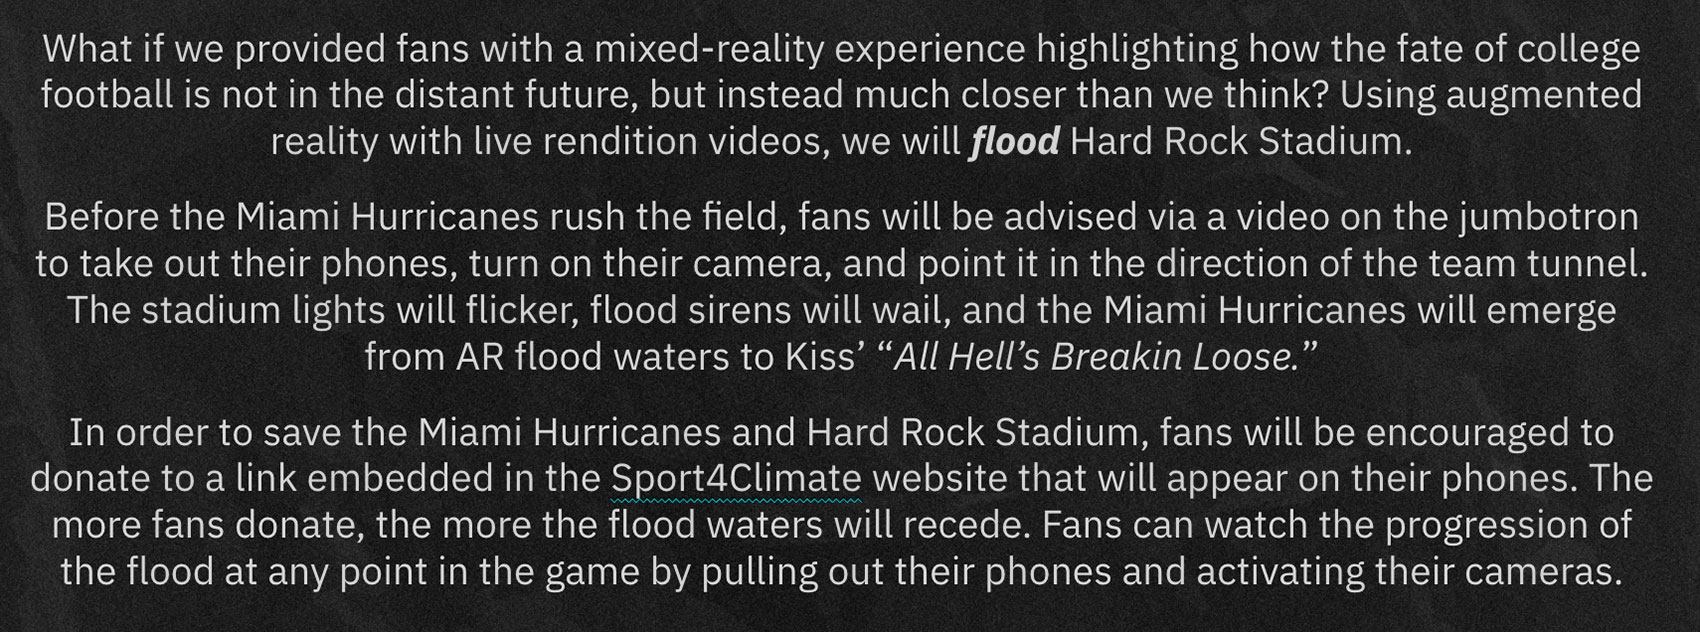 What if we provided fans with a mixed-reality experience highlighting how the fate of college
football is not in the distant future, but instead much closer than we think? Using augmented
reality with live rendition videos, we will flood Hard Rock Stadium.
Before the Miami Hurricanes rush the field, fans will be advised via a video on the jumbotron
to take out their phones, turn on their camera, and point it in the direction of the team tunnel.
The stadium lights will flicker, flood sirens will wail, and the Miami Hurricanes will emerge
from AR flood waters to Kiss’ “All Hell’s Breakin Loose.”
In order to save the Miami Hurricanes and Hard Rock Stadium, fans will be encouraged to
donate to a link embedded in the Sport4Climate website that will appear on their phones. The
more fans donate, the more the flood waters will recede. Fans can watch the progression of
the flood at any point in the game by pulling out their phones and activating their cameras.